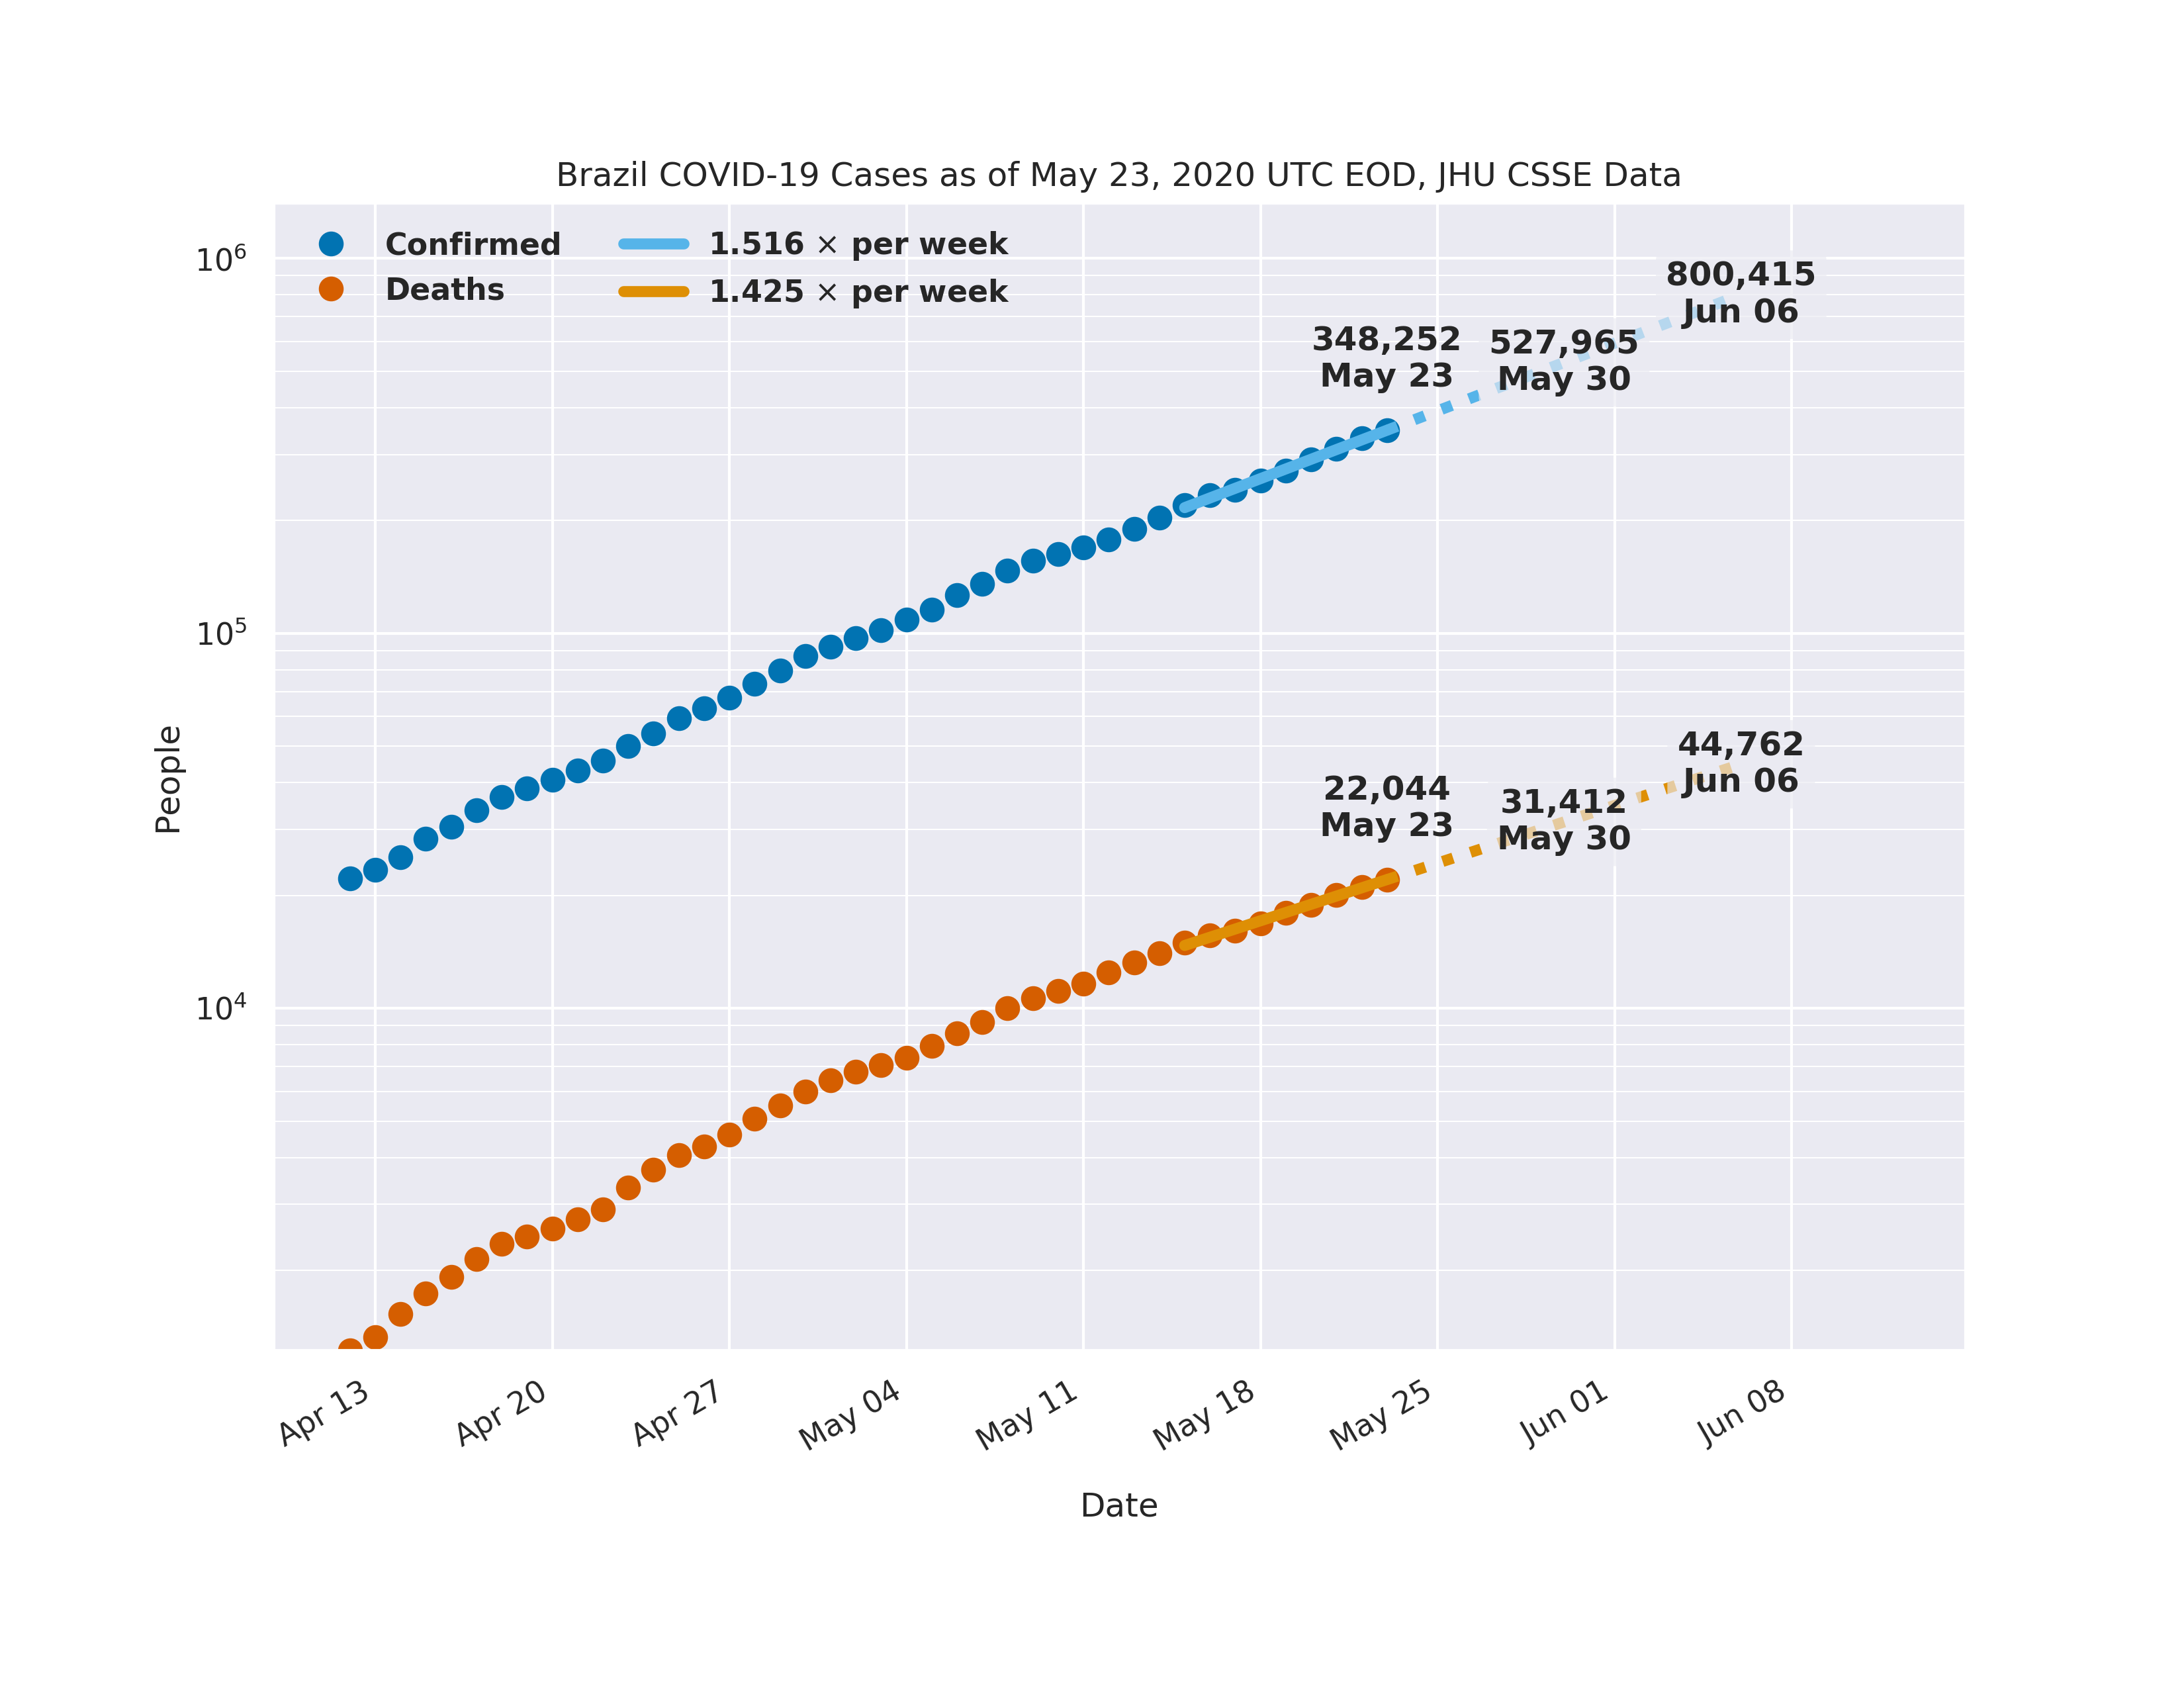 Brazil COVID-19 Cases as of May 23, 2020 UTC EOD, JHU CSSE Data
Confirmed
Deaths
1.516 × per week
1.425 × per week
800,415
Jun 06
348,252
May 23
527,965
May 30
44,762
Jun 06
22,044
May 23
31,412
May 30
10⁶
10⁵
10⁴
People
Apr 13
Apr 20
Apr 27
May 04
May 11
May 18
May 25
Jun 01
Jun 08
Date